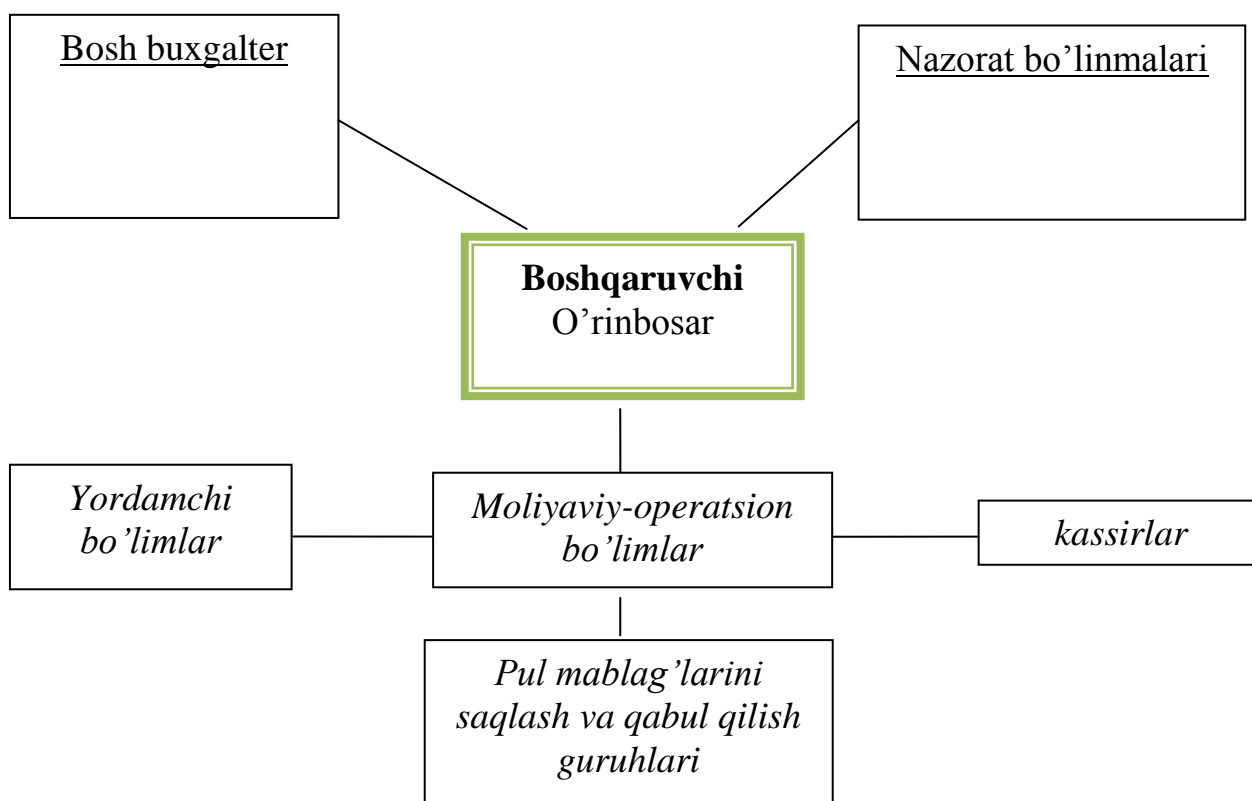 Bosh buxgalter
Nazorat bo’linmalari
Boshqaruvchi
O’rinbosar
Yordamchi
bo’limlar
Moliyaviy-operatsion
bo’limlar
kassirlar
Pul mablag’larini
saqlash va qabul qilish
guruhlari